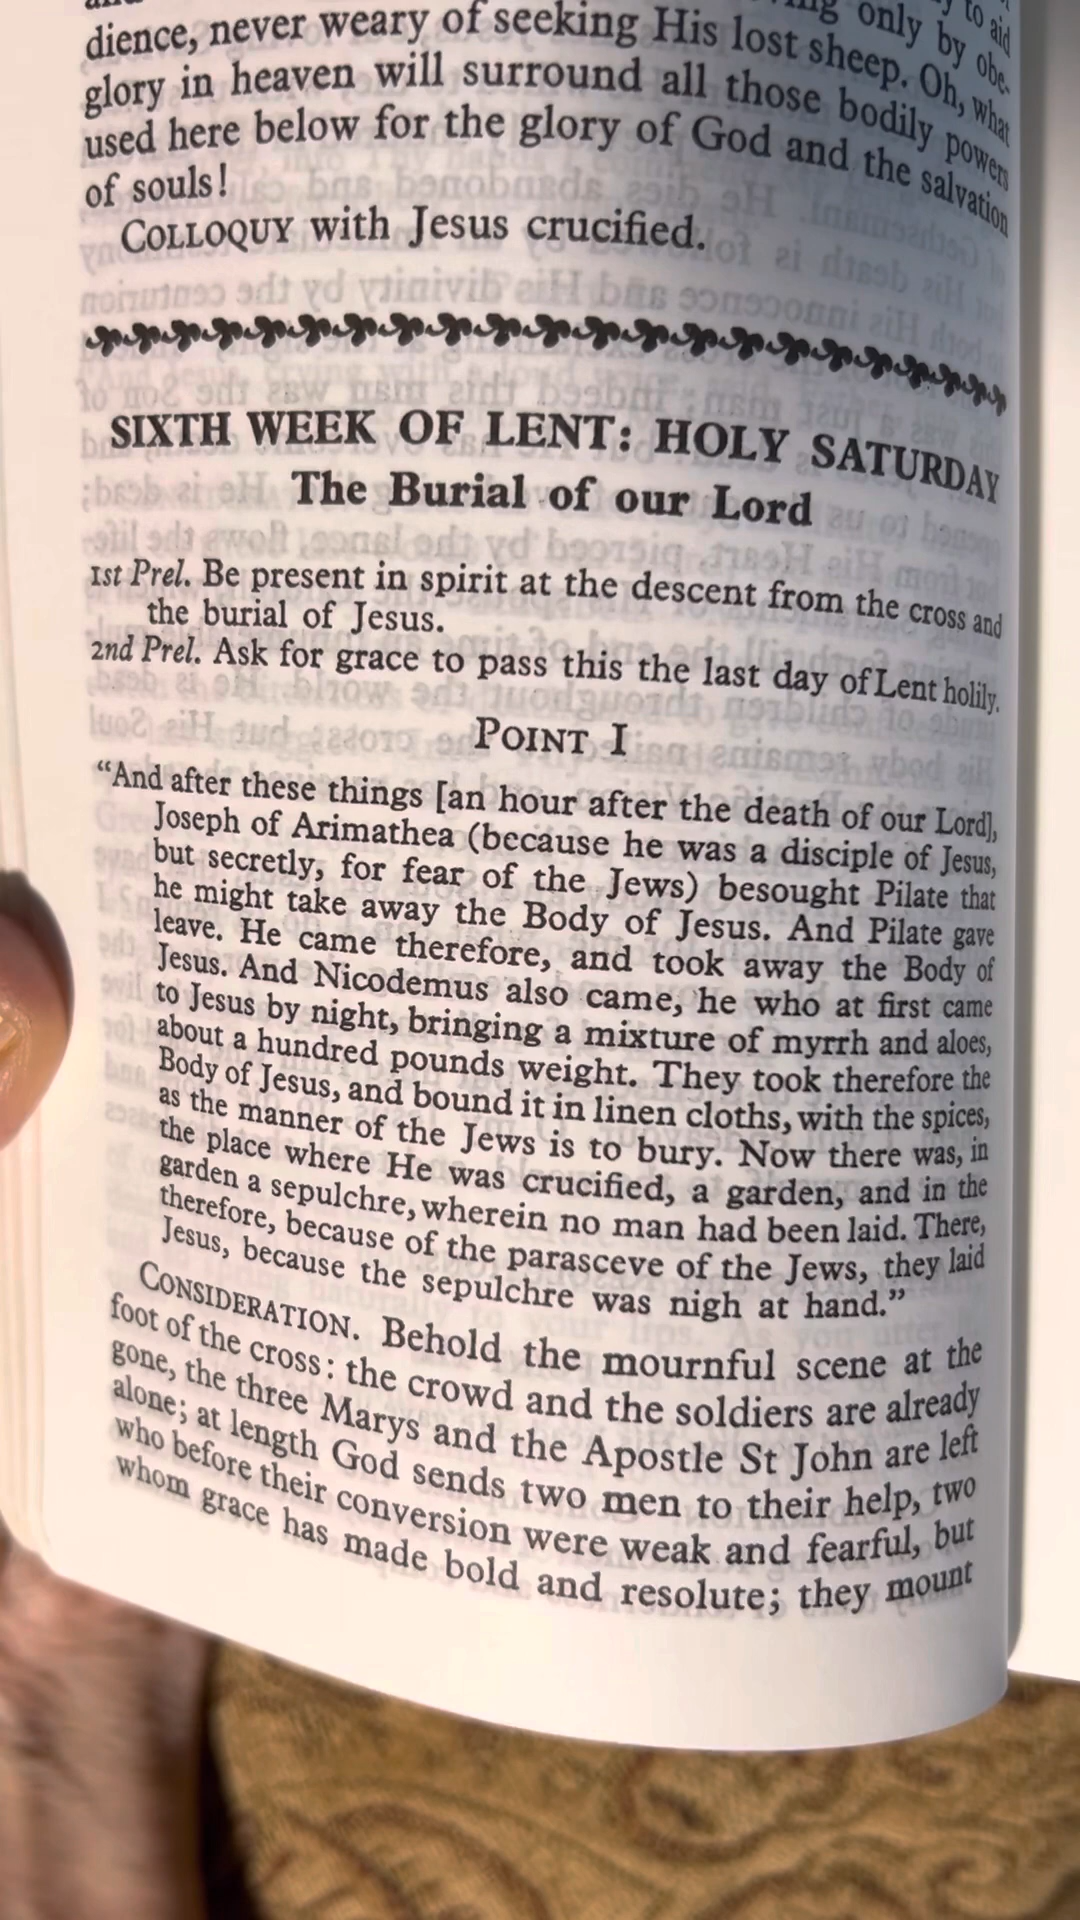 to aid
only by obe-
dience, never weary of seeking His lost sheep. Oh, what
glory in heaven will surround all those bodily powers
used here below for the glory of God and the salvation
of souls!
COLLOQUY with Jesus crucified.
SIXTH WEEK OF LENT: HOLY SATURDAY
The Burial of our Lord
1st Prel. Be present in spirit at the descent from the cross and
the burial of Jesus.
2nd Prel. Ask for grace to pass this the last day of Lent holily.
POINT I
“And after these things [an hour after the death of our Lord],
Joseph of Arimathea (because he was a disciple of Jesus,
but secretly, for fear of the Jews) besought Pilate that
he might take away the Body of Jesus. And Pilate gave
leave. He came therefore, and took away the Body of
Jesus. And Nicodemus also came, he who at first came
to Jesus by night, bringing a mixture of myrrh and aloes,
about a hundred pounds weight. They took therefore the
Body of Jesus, and bound it in linen cloths, with the spices,
as the manner of the Jews is to bury. Now there was, in
the place where He was crucified, a garden, and in the
garden a sepulchre, wherein no man had been laid. There,
therefore, because of the parasceve of the Jews, they laid
Jesus, because the sepulchre was nigh at hand.”
CONSIDERATION. Behold the mournful scene at the
foot of the cross: the crowd and the soldiers are already
gone, the three Marys and the Apostle St John are left
alone; at length God sends two men to their help, two
who before their conversion were weak and fearful, but
whom grace has made bold and resolute; they mount